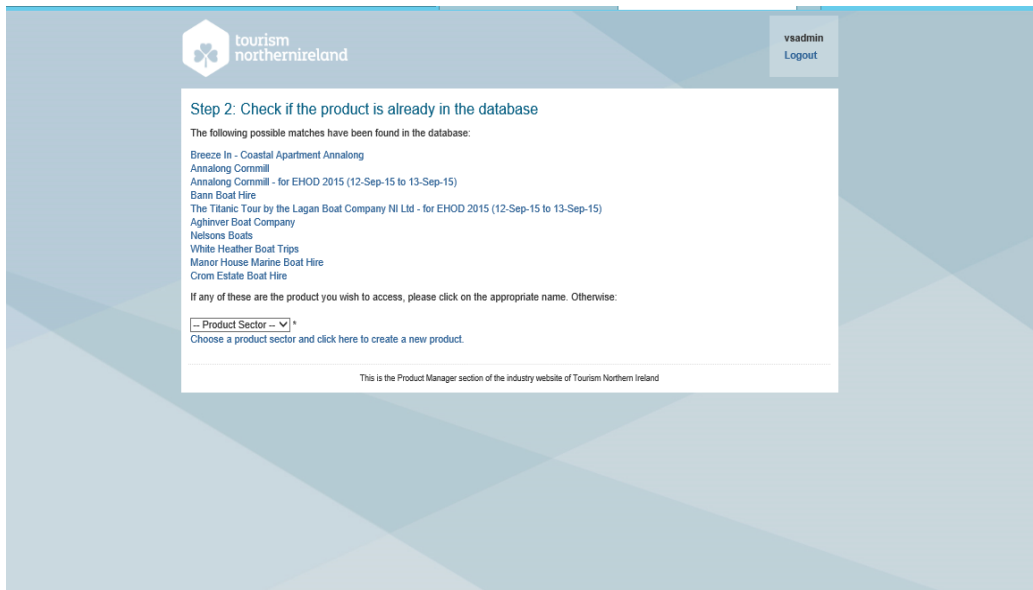 tourism
northernireland
vsadmin
Logout
Step 2: Check if the product is already in the database
The following possible matches have been found in the database:
Breeze In - Coastal Apartment Annalong
Annalong Cornmill
Annalong Cornmill - for EHOD 2015 (12-Sep-15 to 13-Sep-15)
Bann Boat Hire
The Titanic Tour by the Lagan Boat Company NI Ltd - for EHOD 2015 (12-Sep-15 to 13-Sep-15)
Aghinver Boat Company
Nelsons Boats
White Heather Boat Trips
Manor House Marine Boat Hire
Crom Estate Boat Hire
If any of these are the product you wish to access, please click on the appropriate name. Otherwise:
-- Product Sector -- *
Choose a product sector and click here to create a new product.
This is the Product Manager section of the industry website of Tourism Northern Ireland